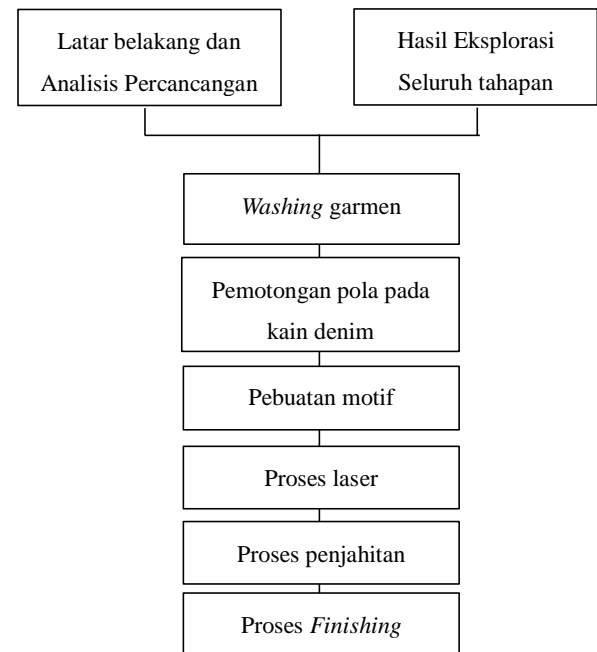 Latar belakang dan
Analisis Percancangan
Hasil Eksplorasi
Seluruh tahapan
Washing garmen
Pemotongan pola pada
kain denim
Pebuatan motif
Proses laser
Proses penjahitan
Proses Finishing